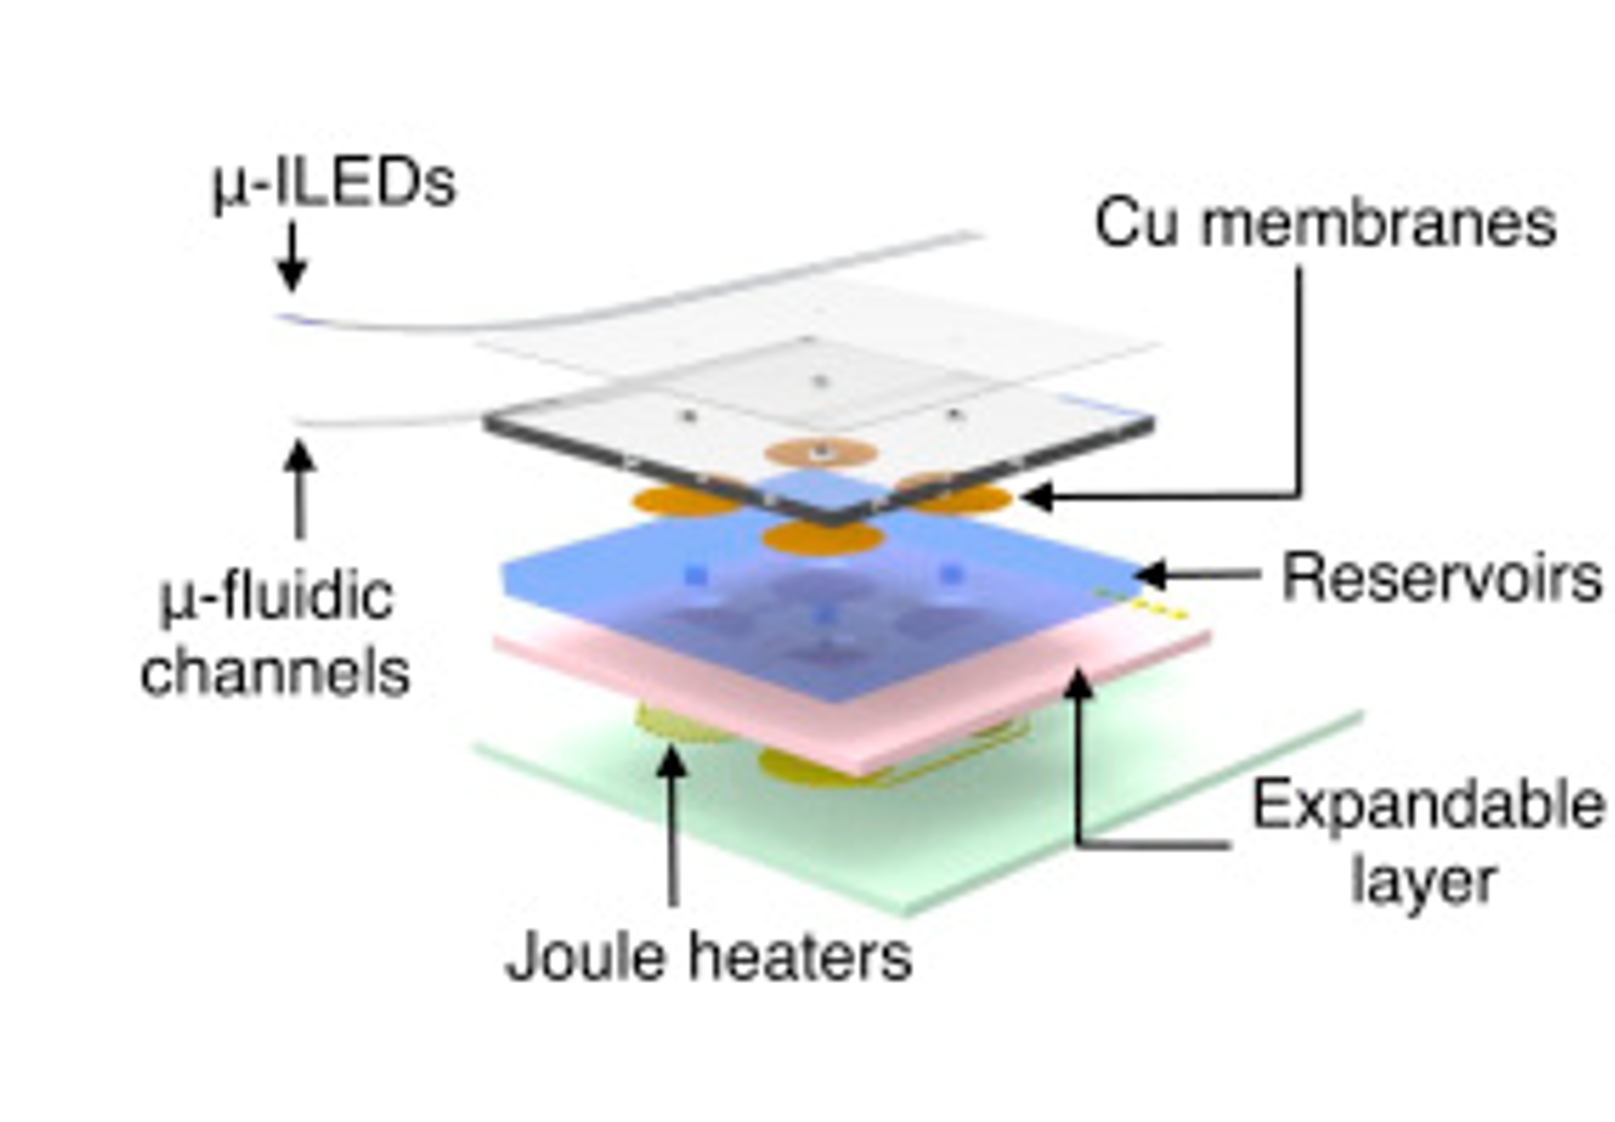 µ-ILEDs
Cu membranes
µ-fluidic
channels
Reservoirs
Expandable
layer
Joule heaters